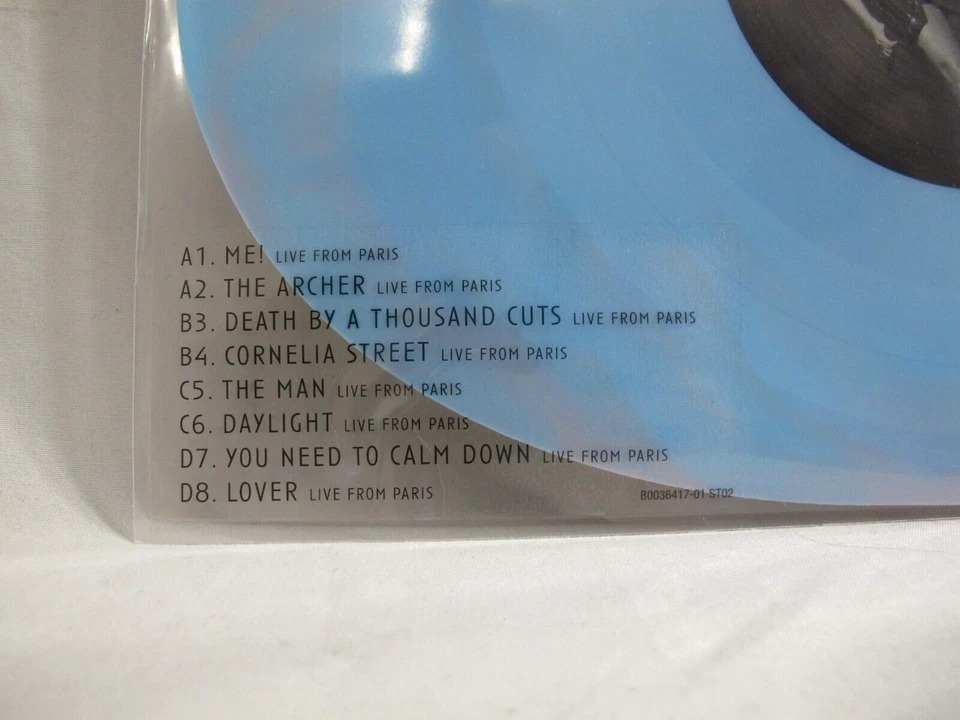 A1. ME! LIVE FROM PARIS
A2. THE ARCHER LIVE FROM PARIS
B3. DEATH BY A THOUSAND CUTS LIVE FROM PARIS
B4. CORNELIA STREET LIVE FROM PARIS
C5. THE MAN LIVE FROM PARIS
C6. DAYLIGHT LIVE FROM PARIS
D7. YOU NEED TO CALM DOWN LIVE FROM PARIS
D8. LOVER LIVE FROM PARIS
B0036417-01 ST02